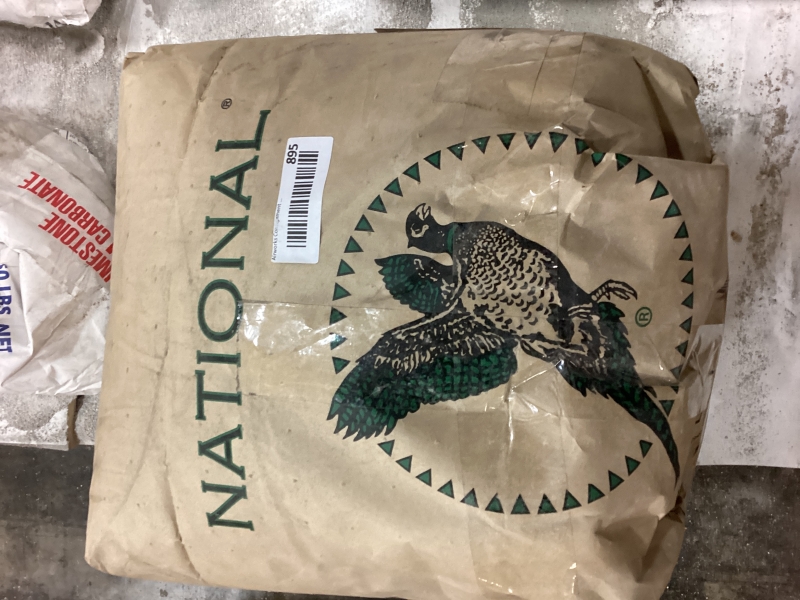 NATIONAL ®
895
®
LIMESTONE
CARBONATE
50 LBS NET